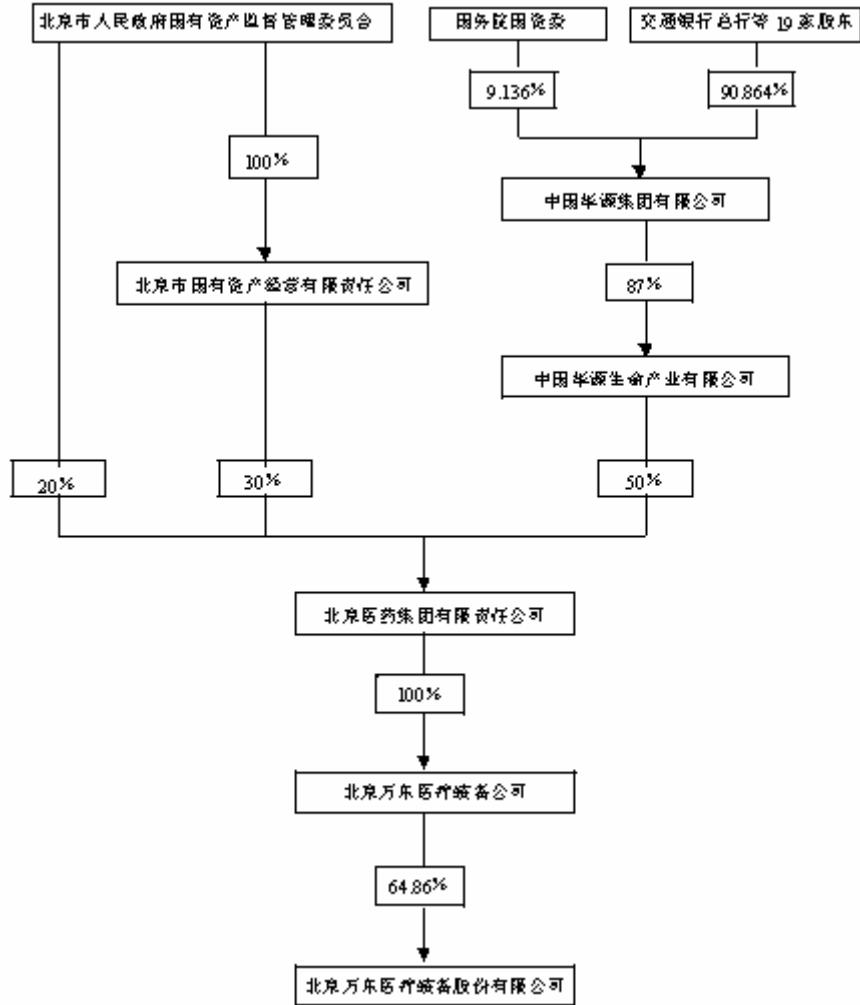 北京市人民政府国有资产监督管理委员会
国务院国资委
交通银行总行等 19 家股东
9.136%
90.864%
100%
中国华源集团有限公司
北京市国有资产经营有限责任公司
87%
中国华源生命产业有限公司
20%
30%
50%
北京医药集团有限责任公司
100%
北京万东医疗装备公司
64.86%
北京万东医疗装备股份有限公司